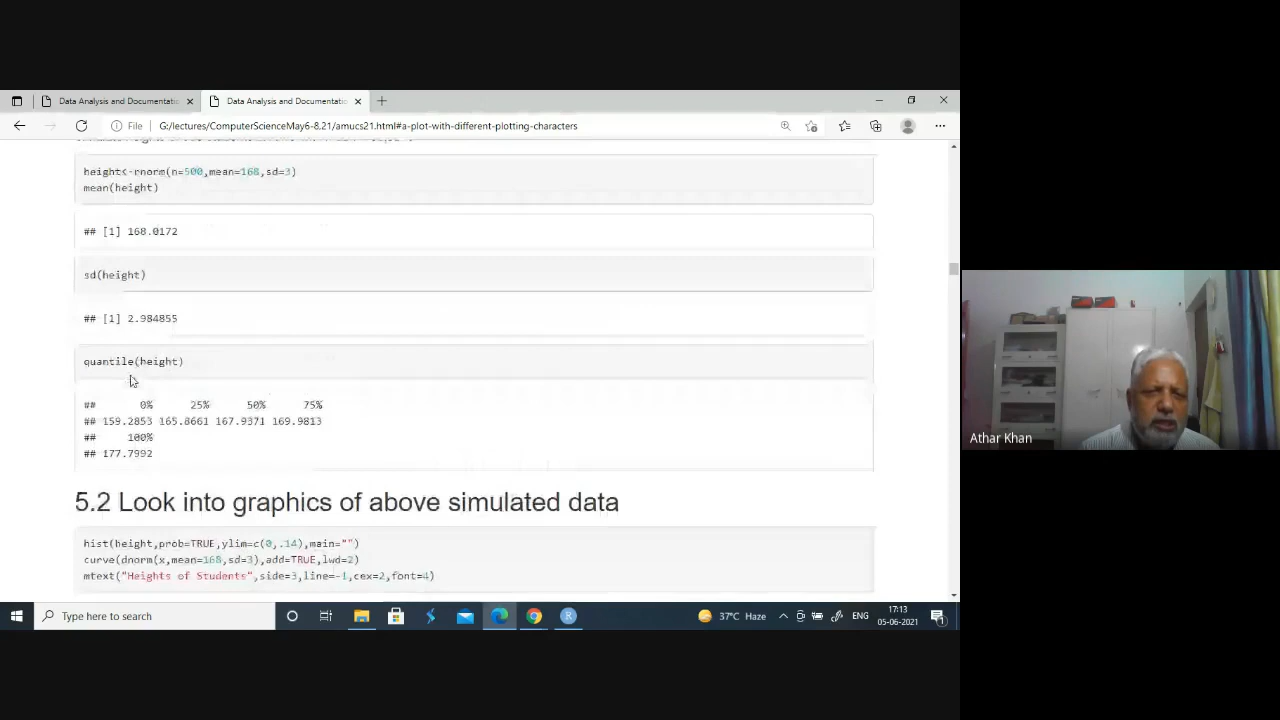 Data Analysis and Documentatio
Data Analysis and Documentatio
File
G:/lectures/ComputerScienceMay6-8.21/amucs21.html#a-plot-with-different-plotting-characters
height<-rnorm(n=500,mean=168,sd=3)
mean(height)
## [1] 168.0172
sd(height)
## [1] 2.984855
quantile(height)
## 0% 25% 50% 75%
## 159.2853 165.8661 167.9371 169.9813
## 100%
## 177.7992
5.2 Look into graphics of above simulated data
hist(height,prob=TRUE,ylim=c(0,.14),main="")
curve(dnorm(x,mean=168,sd=3),add=TRUE,lwd=2)
mtext("Heights of Students",side=3,line=-1,cex=2,font=4)
Athar Khan
Type here to search
37°C Haze
ENG
17:13
05-06-2021
1